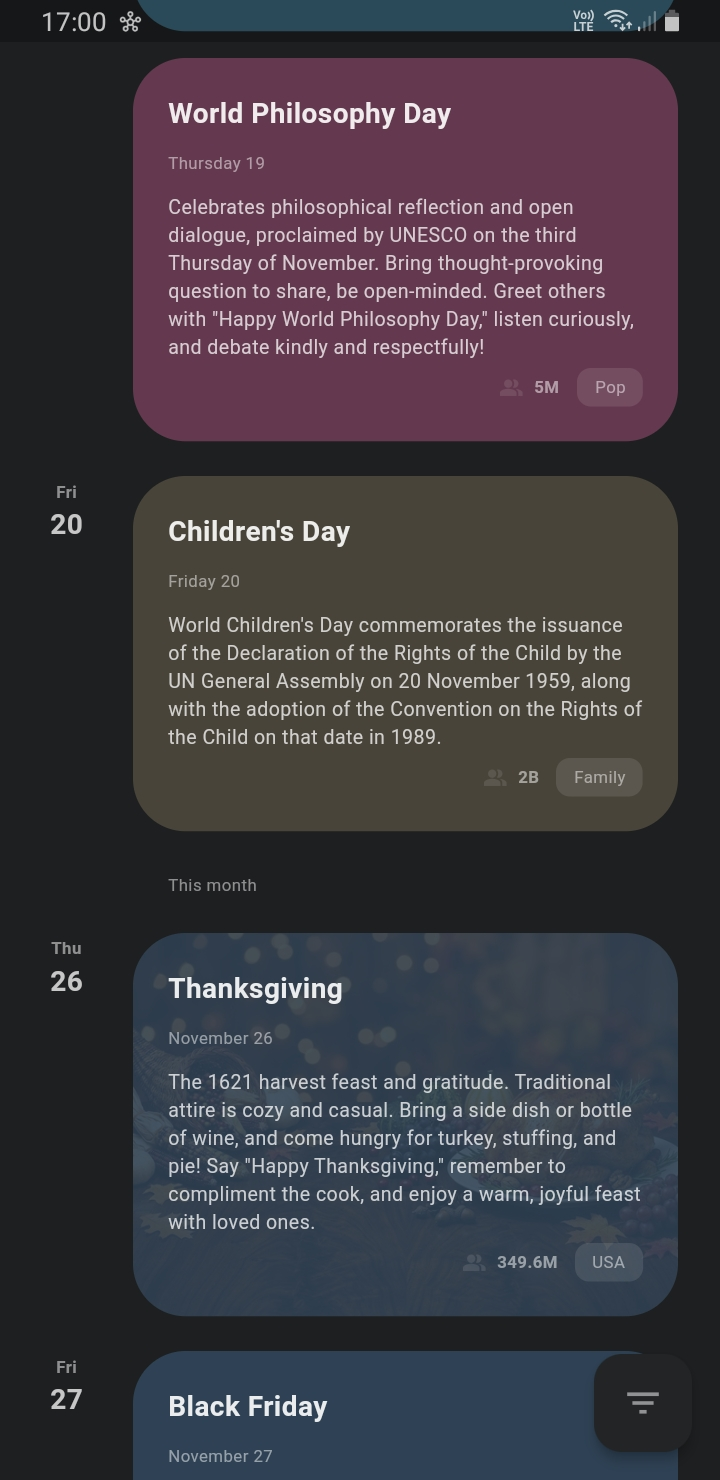 17:00
Vo))
LTE
World Philosophy Day
Thursday 19
Celebrates philosophical reflection and open
dialogue, proclaimed by UNESCO on the third
Thursday of November. Bring thought-provoking
question to share, be open-minded. Greet others
with "Happy World Philosophy Day," listen curiously,
and debate kindly and respectfully!
5M Pop
Fri
20
Children's Day
Friday 20
World Children's Day commemorates the issuance
of the Declaration of the Rights of the Child by the
UN General Assembly on 20 November 1959, along
with the adoption of the Convention on the Rights of
the Child on that date in 1989.
2B Family
This month
Thu
26
Thanksgiving
November 26
The 1621 harvest feast and gratitude. Traditional
attire is cozy and casual. Bring a side dish or bottle
of wine, and come hungry for turkey, stuffing, and
pie! Say "Happy Thanksgiving," remember to
compliment the cook, and enjoy a warm, joyful feast
with loved ones.
349.6M USA
Fri
27
Black Friday
November 27